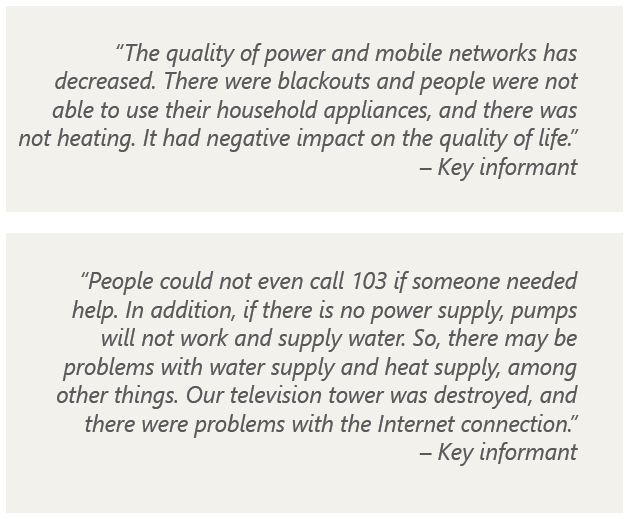 “The quality of power and mobile networks has
decreased. There were blackouts and people were not
able to use their household appliances, and there was
not heating. It had negative impact on the quality of life.”
– Key informant
“People could not even call 103 if someone needed
help. In addition, if there is no power supply, pumps
will not work and supply water. So, there may be
problems with water supply and heat supply, among
other things. Our television tower was destroyed, and
there were problems with the Internet connection.”
– Key informant